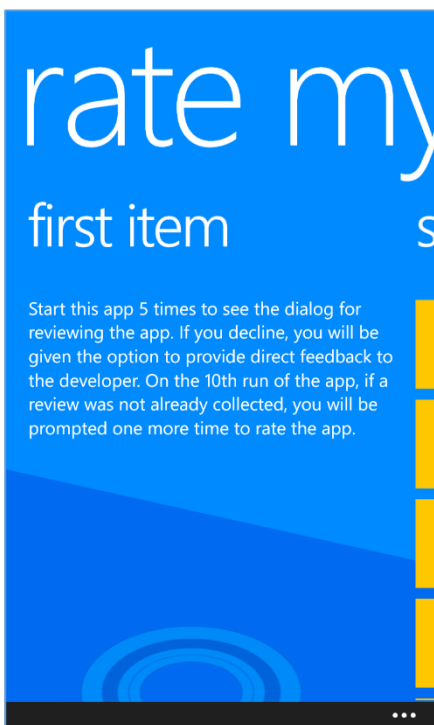 rate my
first item
s
Start this app 5 times to see the dialog for
reviewing the app. If you decline, you will be
given the option to provide direct feedback to
the developer. On the 10th run of the app, if a
review was not already collected, you will be
prompted one more time to rate the app.